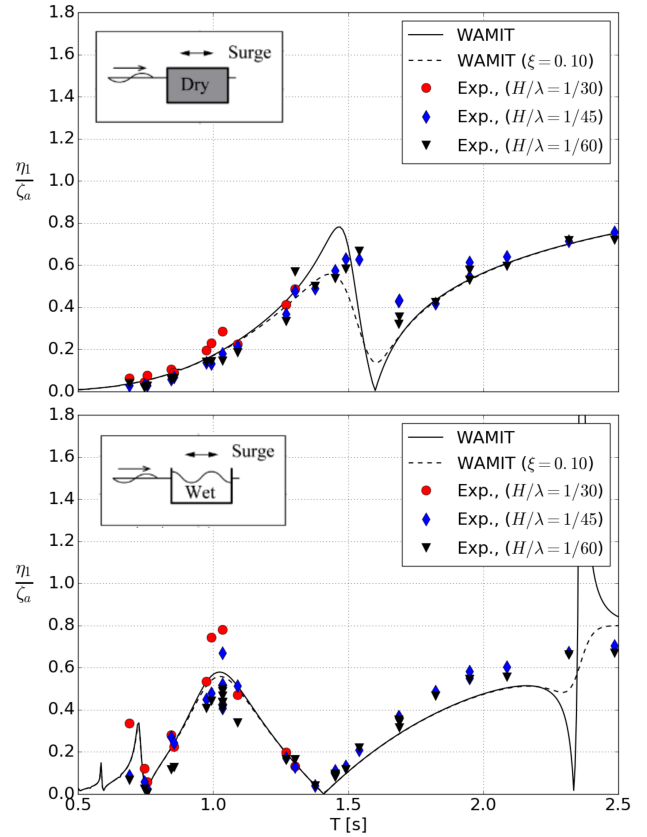 1.8
1.6
1.4
1.2
1.0
0.8
0.6
0.4
0.2
0.0
η₁
ζₐ
Surge
Dry
WAMIT
WAMIT (ξ=0.10)
Exp., (H/λ=1/30)
Exp., (H/λ=1/45)
Exp., (H/λ=1/60)
1.8
1.6
1.4
1.2
1.0
0.8
0.6
0.4
0.2
0.0
η₁
ζₐ
Surge
Wet
WAMIT
WAMIT (ξ=0.10)
Exp., (H/λ=1/30)
Exp., (H/λ=1/45)
Exp., (H/λ=1/60)
0.5 1.0 1.5 2.0 2.5
T [s]